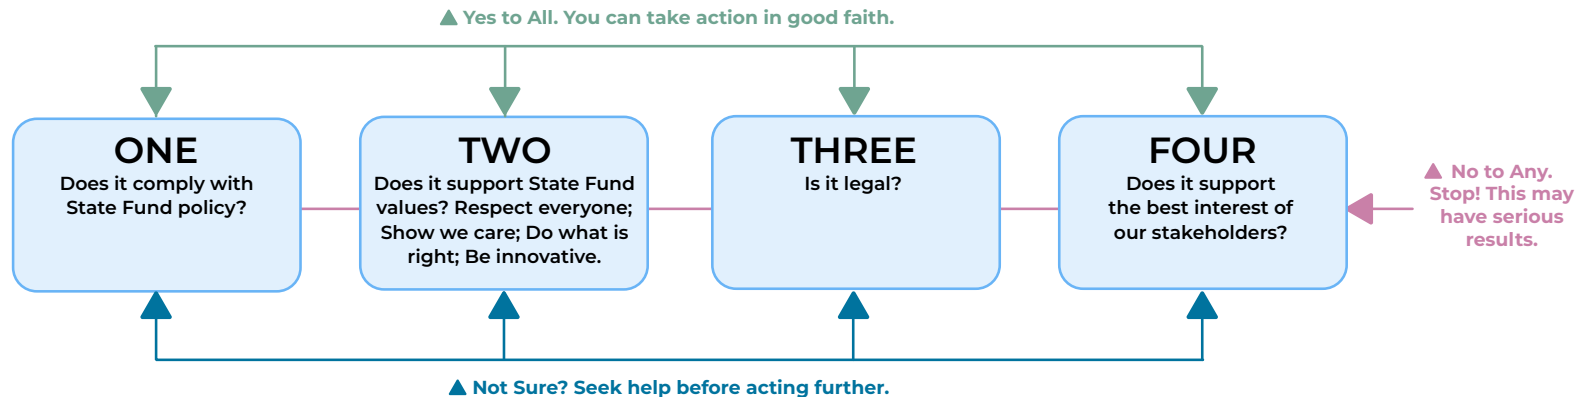 ▲ Yes to All. You can take action in good faith.
ONE
Does it comply with
State Fund policy?
TWO
Does it support State Fund
values? Respect everyone;
Show we care; Do what is
right; Be innovative.
THREE
Is it legal?
FOUR
Does it support
the best interest of
our stakeholders?
▲ No to Any.
Stop! This may
have serious
results.
▲ Not Sure? Seek help before acting further.